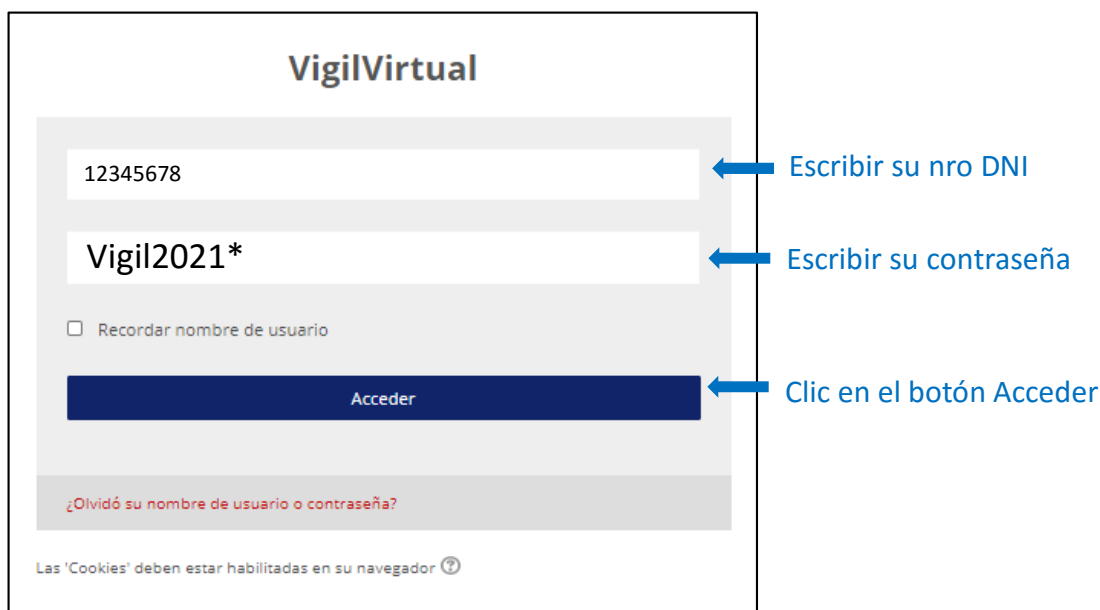 VigilVirtual
12345678
Escribir su nro DNI
Vigil2021*
Escribir su contraseña
Recordar nombre de usuario
Acceder
Clic en el botón Acceder
¿Olvidó su nombre de usuario o contraseña?
Las 'Cookies' deben estar habilitadas en su navegador ?